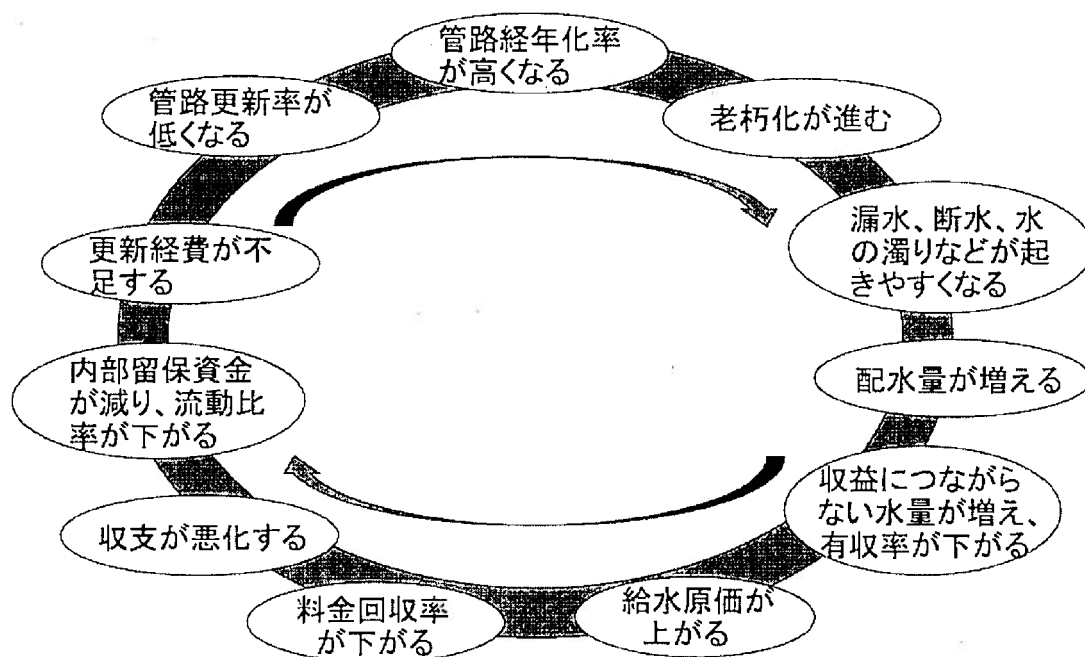 管路経年化率
が高くなる
老朽化が進む
漏水、断水、水
の濁りなどが起
きやすくなる
配水量が増える
収益につながら
ない水量が増え、
有収率が下がる
給水原価が
上がる
料金回収率
が下がる
収支が悪化する
内部留保資金
が減り、流動比
率が下がる
更新経費が不
足する
管路更新率が
低くなる